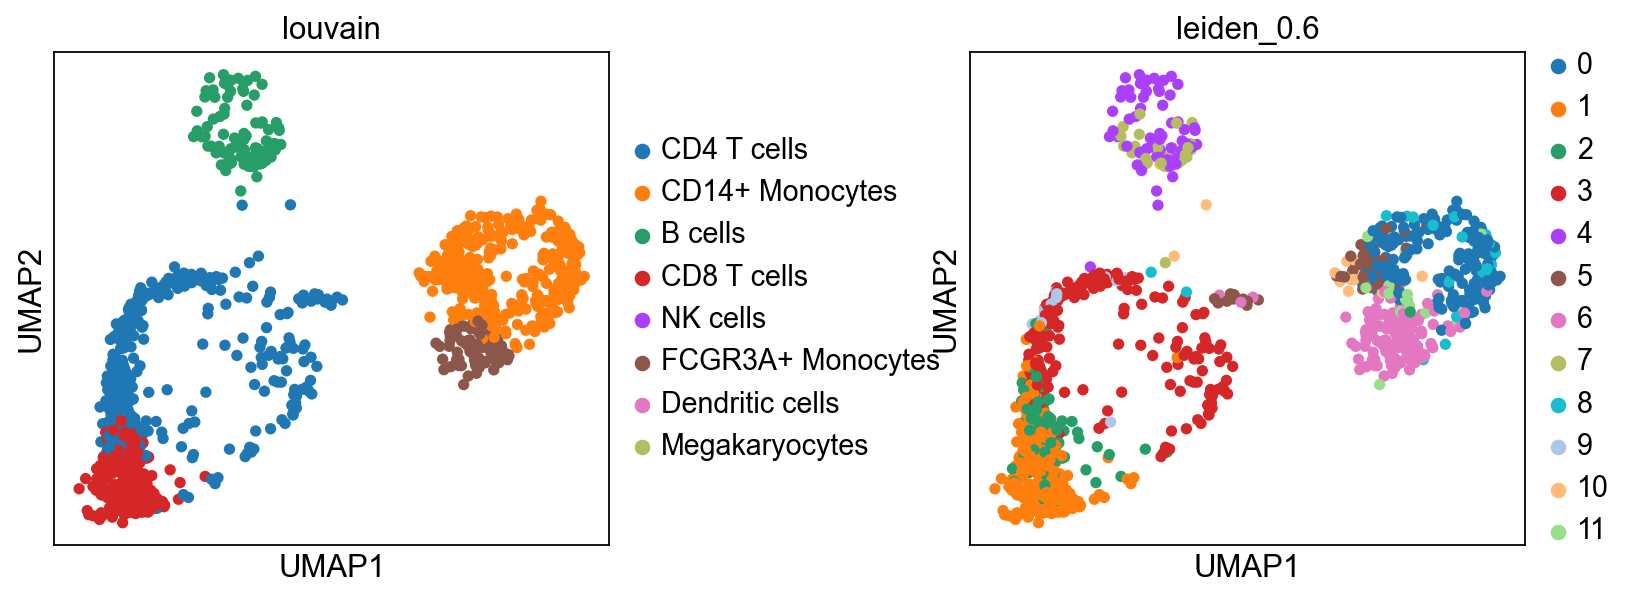 louvain
UMAP2
UMAP1
CD4 T cells
CD14+ Monocytes
B cells
CD8 T cells
NK cells
FCGR3A+ Monocytes
Dendritic cells
Megakaryocytes
leiden_0.6
UMAP2
UMAP1
0
1
2
3
4
5
6
7
8
9
10
11